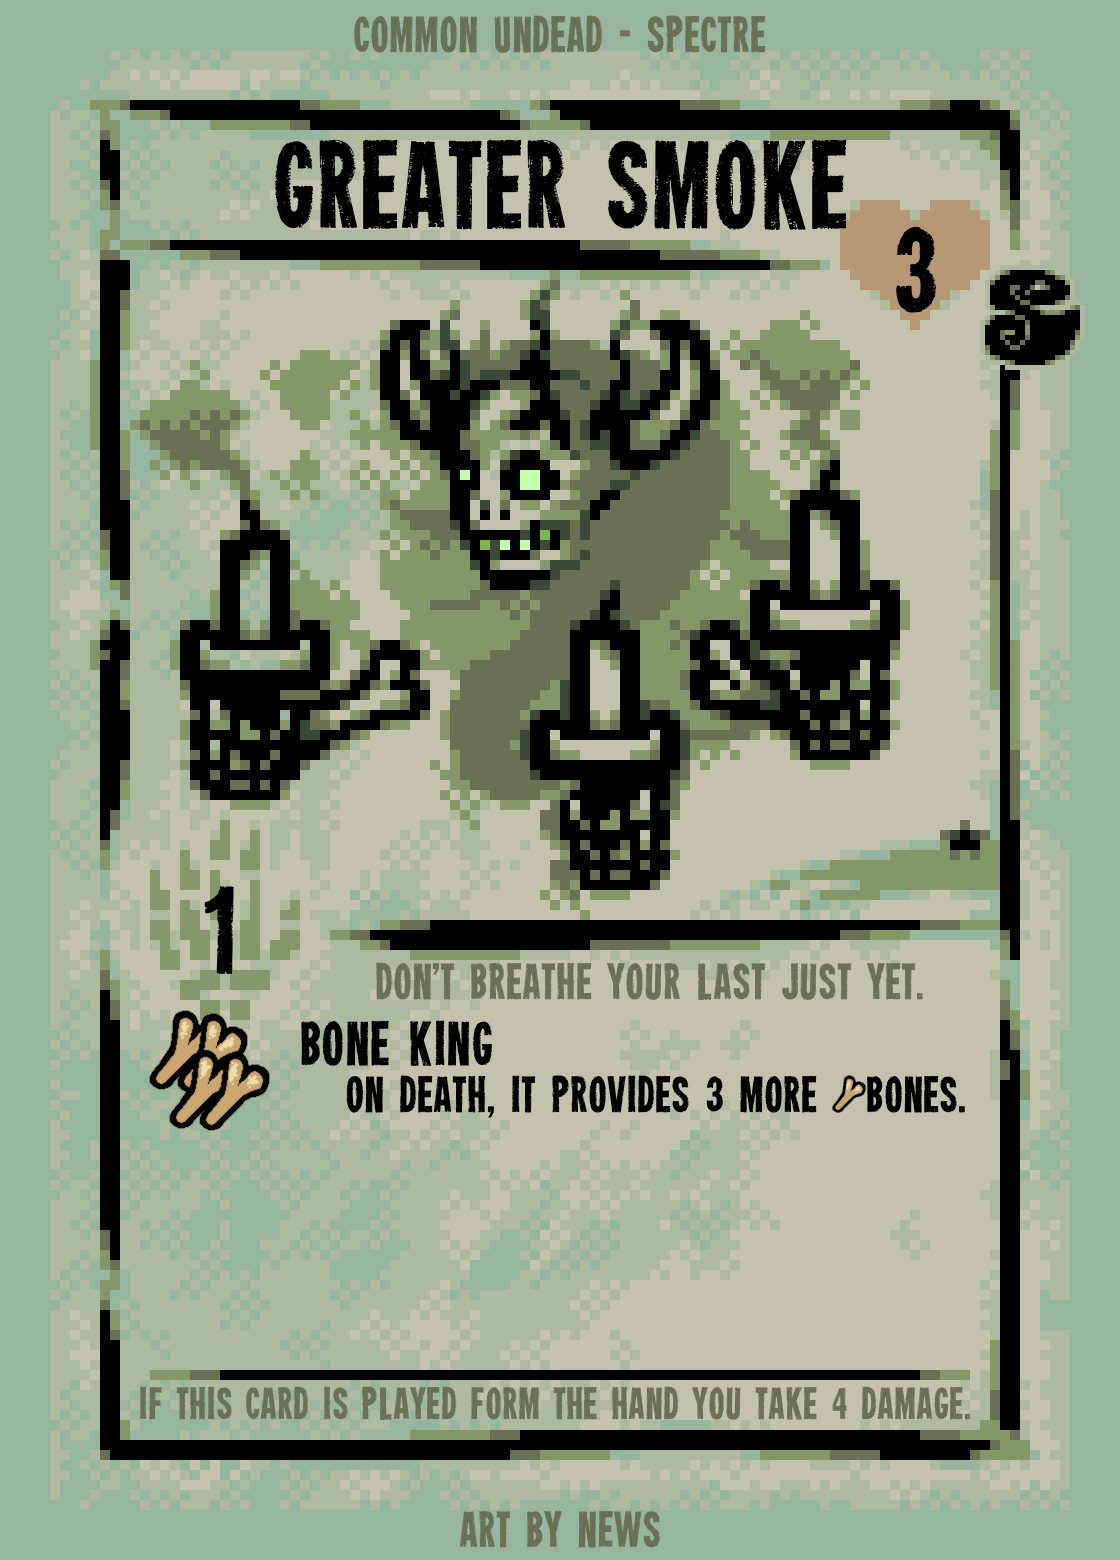 COMMON UNDEAD - SPECTRE
GREATER SMOKE
3
1
DON'T BREATHE YOUR LAST JUST YET.
BONE KING
ON DEATH, IT PROVIDES 3 MORE BONES.
IF THIS CARD IS PLAYED FORM THE HAND YOU TAKE 4 DAMAGE.
ART BY NEWS